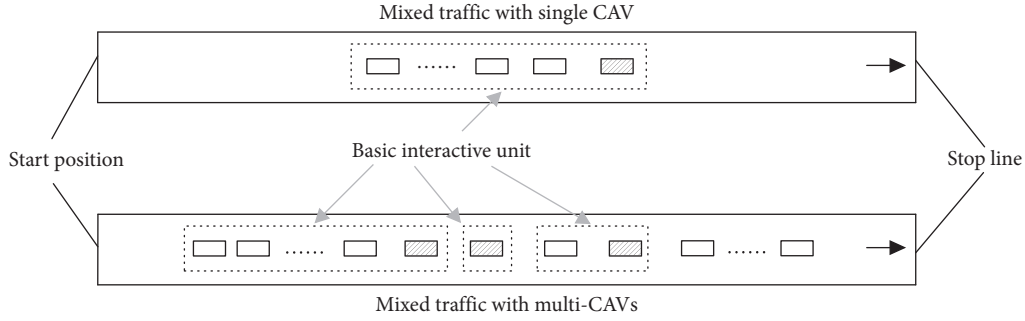 Mixed traffic with single CAV
......
Start position
Basic interactive unit
Stop line
......
......
Mixed traffic with multi-CAVs